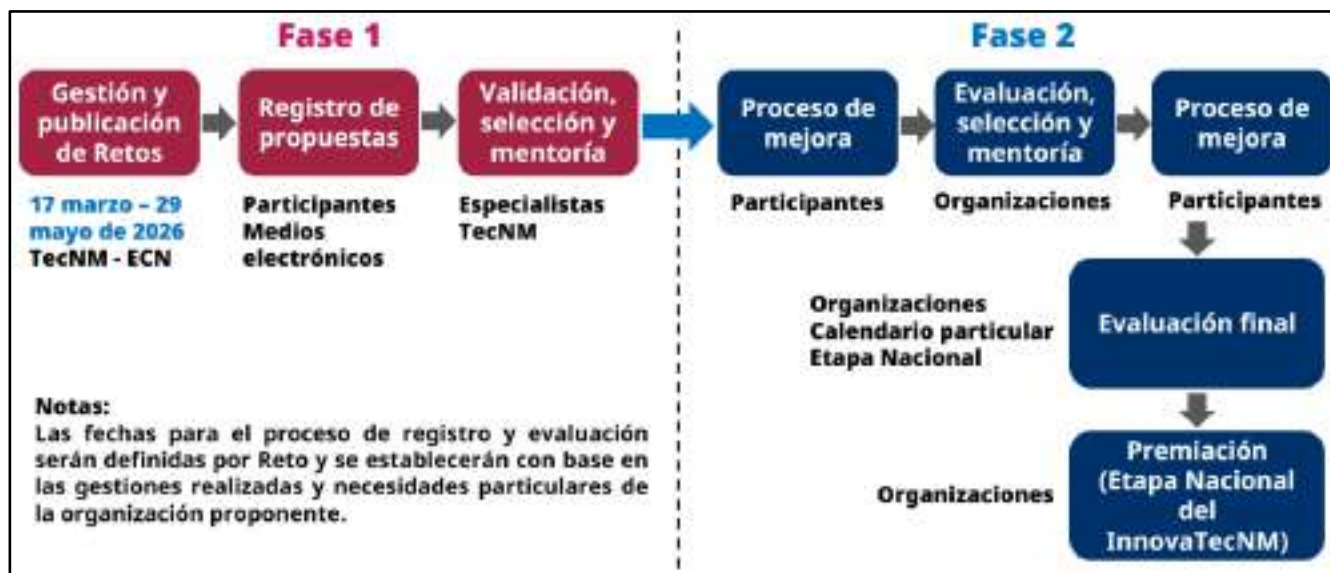 Fase 1
Gestión y
publicación
de Retos
Registro de
propuestas
Validación,
selección y
mentoría
17 marzo – 29
mayo de 2026
TecNM - ECN
Participantes
Medios
electrónicos
Especialistas
TecNM
Notas:
Las fechas para el proceso de registro y evaluación
serán definidas por Reto y se establecerán con base en
las gestiones realizadas y necesidades particulares de
la organización proponente.
Fase 2
Proceso de
mejora
Evaluación,
selección y
mentoría
Proceso de
mejora
Participantes
Organizaciones
Participantes
Organizaciones
Calendario particular
Etapa Nacional
Evaluación final
Organizaciones
Premiación
(Etapa Nacional
del
InnovaTecNM)